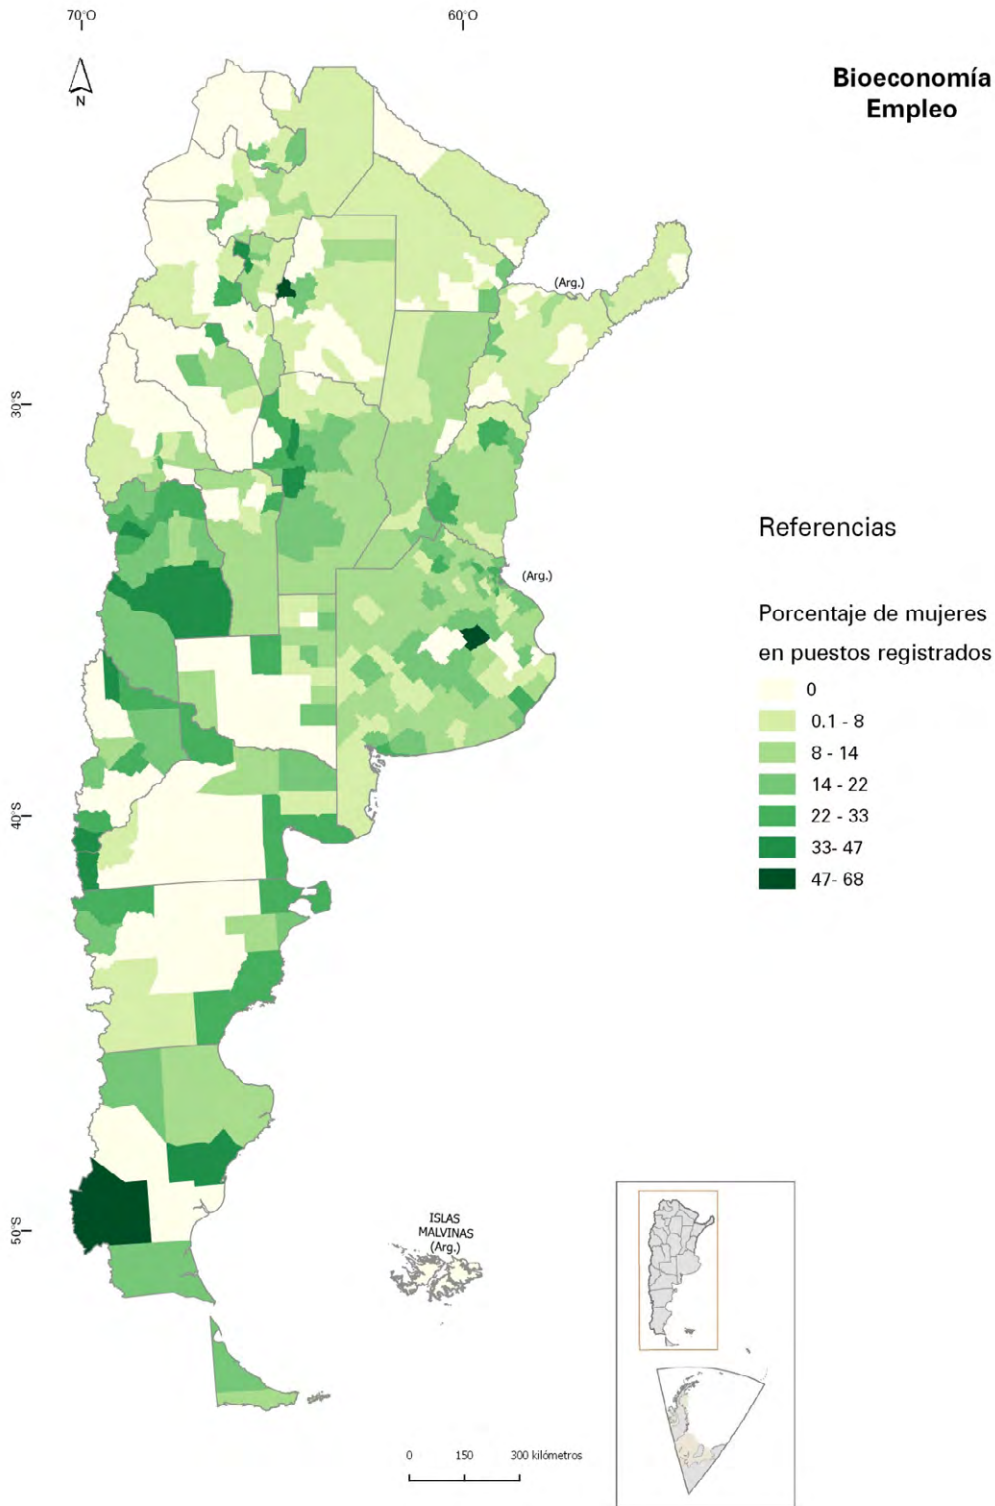 70°O
60°O
N
Bioeconomía
Empleo
(Arg.)
30°S
Referencias
(Arg.)
Porcentaje de mujeres
en puestos registrados
0
0.1 - 8
8 - 14
14 - 22
22 - 33
33- 47
47- 68
40°S
50°S
ISLAS
MALVINAS
(Arg.)
0 150 300 kilómetros